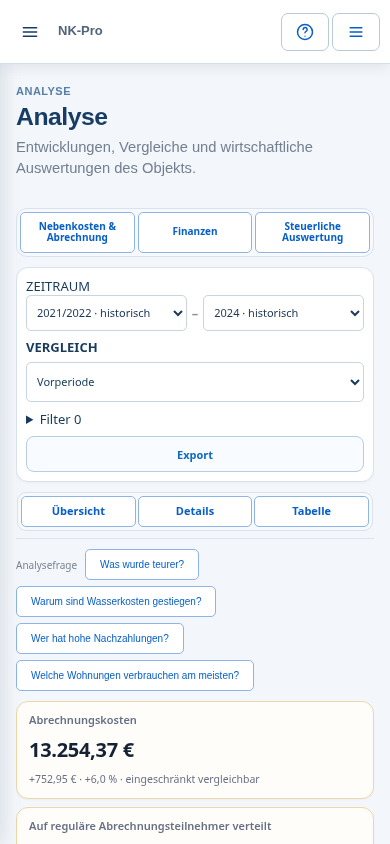 NK-Pro
ANALYSE
Analyse
Entwicklungen, Vergleiche und wirtschaftliche
Auswertungen des Objekts.
Nebenkosten &
Abrechnung
Finanzen
Steuerliche
Auswertung
ZEITRAUM
2021/2022 · historisch – 2024 · historisch
VERGLEICH
Vorperiode
Filter 0
Export
Übersicht Details Tabelle
Analysefrage Was wurde teurer?
Warum sind Wasserkosten gestiegen?
Wer hat hohe Nachzahlungen?
Welche Wohnungen verbrauchen am meisten?
Abrechnungskosten
13.254,37 €
+752,95 € · +6,0 % · eingeschränkt vergleichbar
Auf reguläre Abrechnungsteilnehmer verteilt